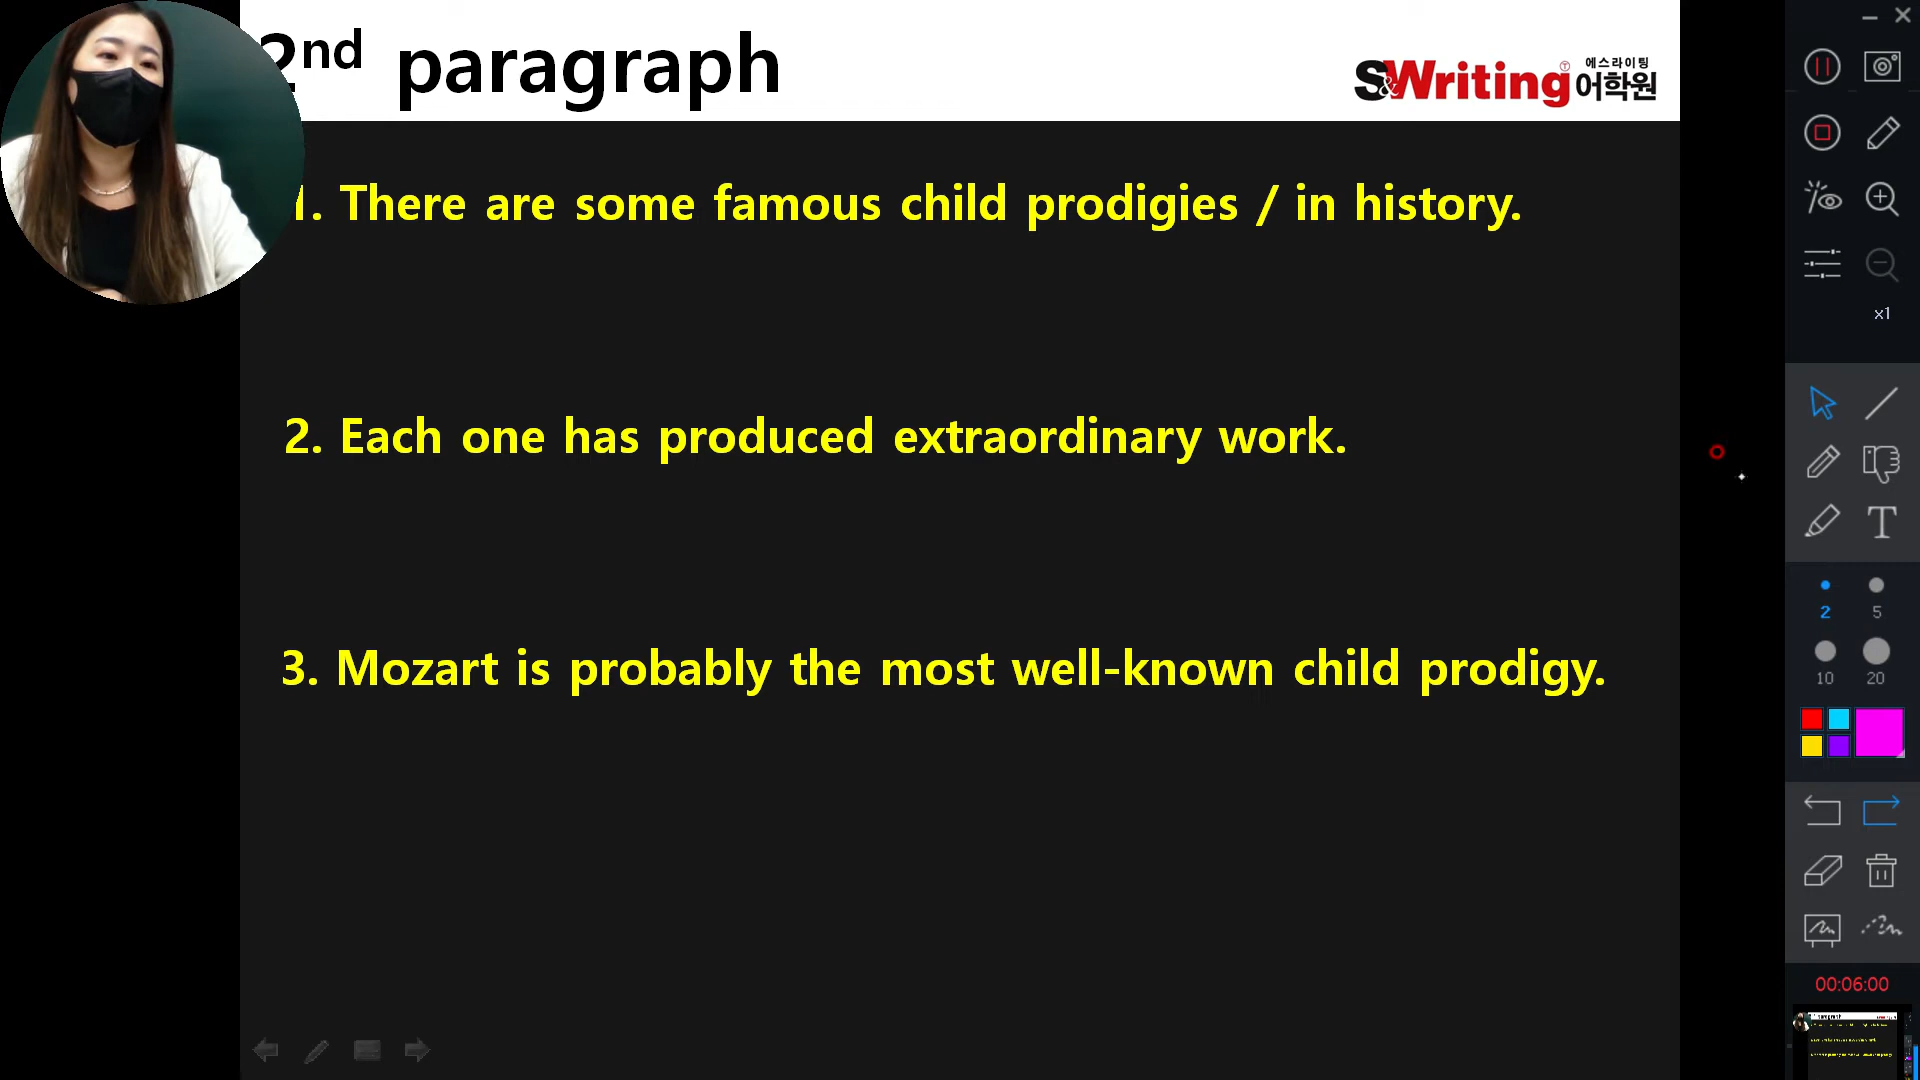 2nd paragraph
S&Writing 에스라이팅 어학원
1. There are some famous child prodigies / in history.
2. Each one has produced extraordinary work.
3. Mozart is probably the most well-known child prodigy.
x1
T
2 5
10 20
00:06:00